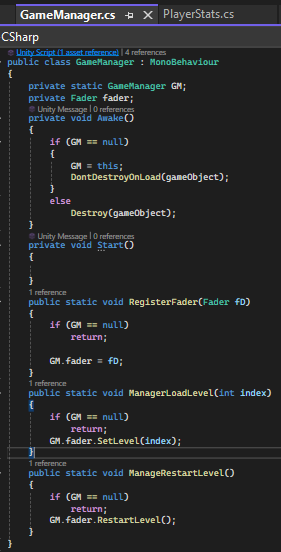 GameManager.cs PlayerStats.cs
CSharp
Unity Script (1 asset reference) | 4 references
public class GameManager : MonoBehaviour
{
private static GameManager GM;
private Fader fader;
Unity Message | 0 references
private void Awake()
{
if (GM == null)
{
GM = this;
DontDestroyOnLoad(gameObject);
}
else
Destroy(gameObject);
}
Unity Message | 0 references
private void Start()
{
}
1 reference
public static void RegisterFader(Fader fD)
{
if (GM == null)
return;
GM.fader = fD;
}
1 reference
public static void ManagerLoadLevel(int index)
{
if (GM == null)
return;
GM.fader.SetLevel(index);
}
1 reference
public static void ManageRestartLevel()
{
if (GM == null)
return;
GM.fader.RestartLevel();
}
}